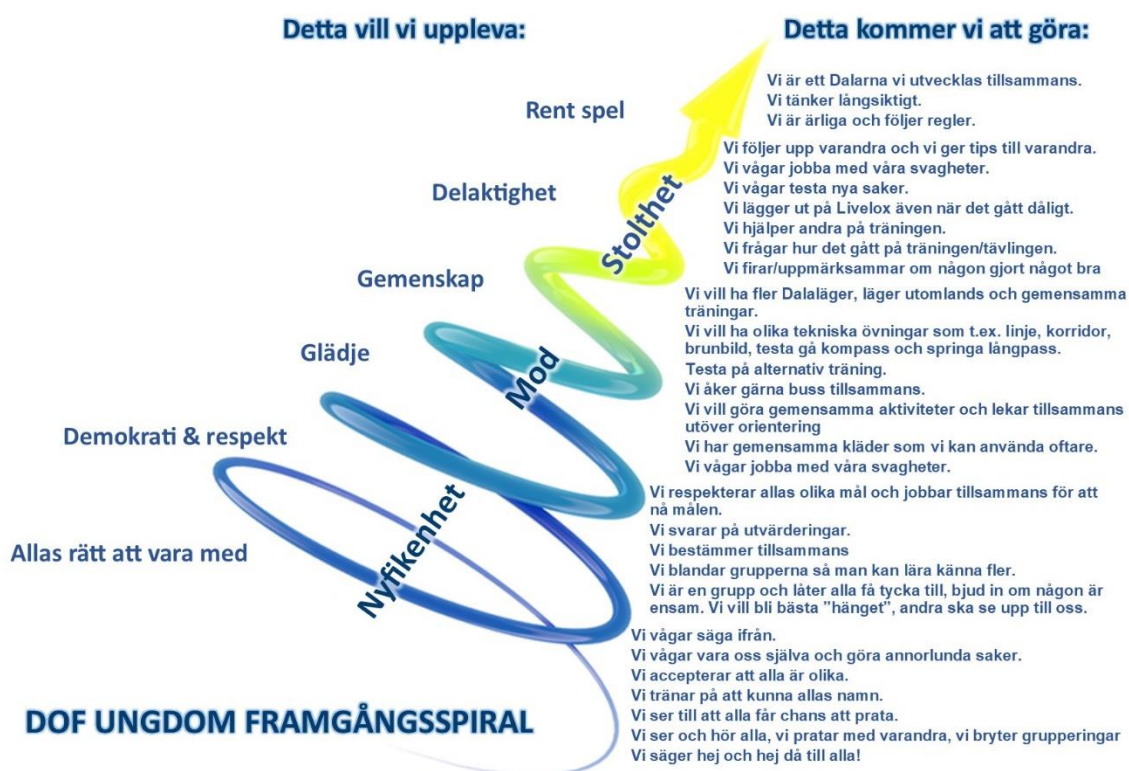 Detta vill vi uppleva:
Detta kommer vi att göra:
Rent spel
Delaktighet
Gemenskap
Glädje
Demokrati & respekt
Allas rätt att vara med
Stolthet
Mod
Nyfikenhet
Vi är ett Dalarna vi utvecklas tillsammans.
Vi tänker långsiktigt.
Vi är ärliga och följer regler.
Vi följer upp varandra och vi ger tips till varandra.
Vi vågar jobba med våra svagheter.
Vi vågar testa nya saker.
Vi lägger ut på Livelox även när det gått dåligt.
Vi hjälper andra på träningen.
Vi frågar hur det gått på träningen/tävlingen.
Vi firar/uppmärksammar om någon gjort något bra
Vi vill ha fler Dalaläger, läger utomlands och gemensamma
träningar.
Vi vill ha olika tekniska övningar som t.ex. linje, korridor,
brunbild, testa gå kompass och springa långpass.
Testa på alternativ träning.
Vi åker gärna buss tillsammans.
Vi vill göra gemensamma aktiviteter och lekar tillsammans
utöver orientering
Vi har gemensamma kläder som vi kan använda oftare.
Vi vågar jobba med våra svagheter.
Vi respekterar allas olika mål och jobbar tillsammans för att
nå målen.
Vi svarar på utvärderingar.
Vi bestämmer tillsammans
Vi blandar grupperna så man kan lära känna fler.
Vi är en grupp och låter alla få tycka till, bjud in om någon är
ensam. Vi vill bli bästa ”hänget”, andra ska se upp till oss.
Vi vågar säga ifrån.
Vi vågar vara oss själva och göra annorlunda saker.
Vi accepterar att alla är olika.
Vi tränar på att kunna allas namn.
Vi ser till att alla får chans att prata.
Vi ser och hör alla, vi pratar med varandra, vi bryter grupperingar
Vi säger hej och hej då till alla!
DOF UNGDOM FRAMGÅNGSSPIRAL